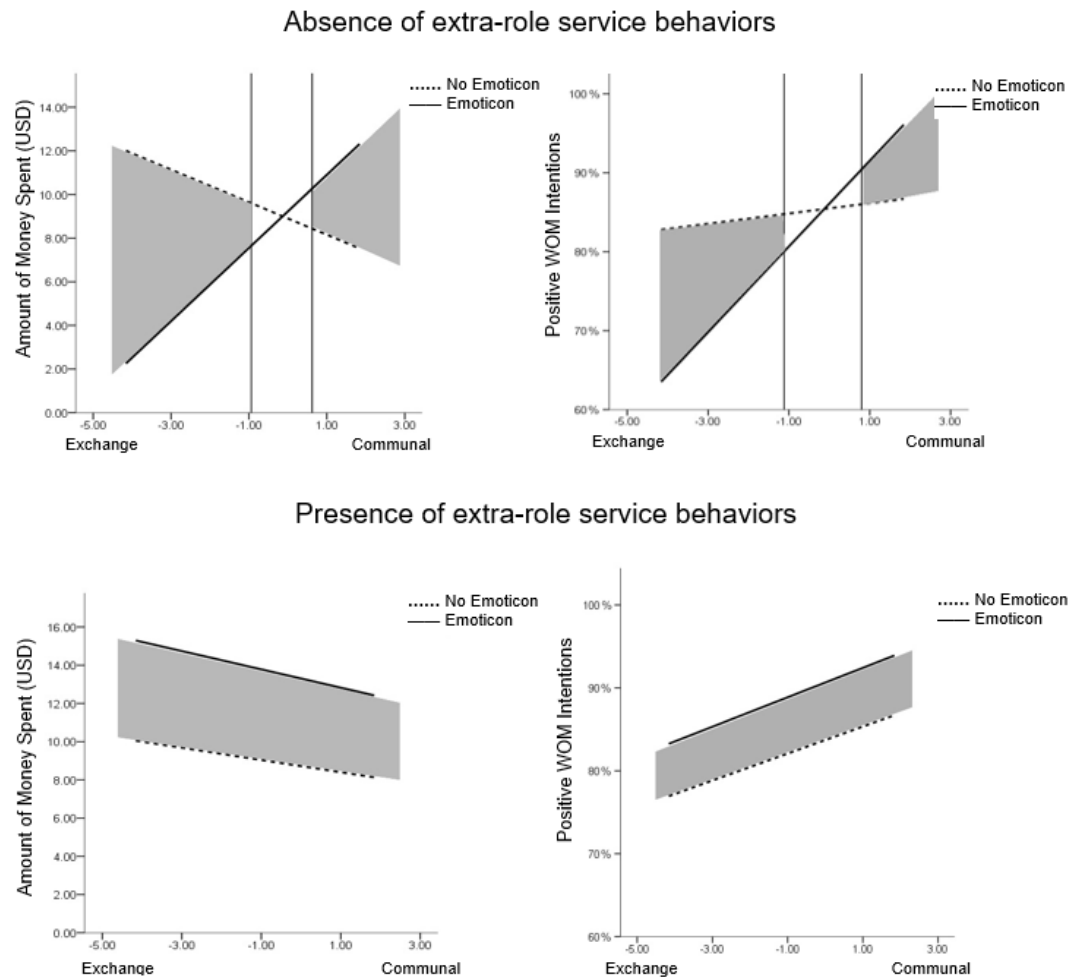 Absence of extra-role service behaviors
Amount of Money Spent (USD)
14.00
12.00
10.00
8.00
6.00
4.00
2.00
0.00
-5.00 -3.00 -1.00 1.00 3.00
Exchange Communal
No Emoticon
Emoticon
Positive WOM Intentions
100%
90%
80%
70%
60%
-5.00 -3.00 -1.00 1.00 3.00
Exchange Communal
No Emoticon
Emoticon
Presence of extra-role service behaviors
Amount of Money Spent (USD)
16.00
14.00
12.00
10.00
8.00
6.00
4.00
2.00
0.00
-5.00 -3.00 -1.00 1.00 3.00
Exchange Communal
No Emoticon
Emoticon
Positive WOM Intentions
100%
90%
80%
70%
60%
-5.00 -3.00 -1.00 1.00 3.00
Exchange Communal
No Emoticon
Emoticon